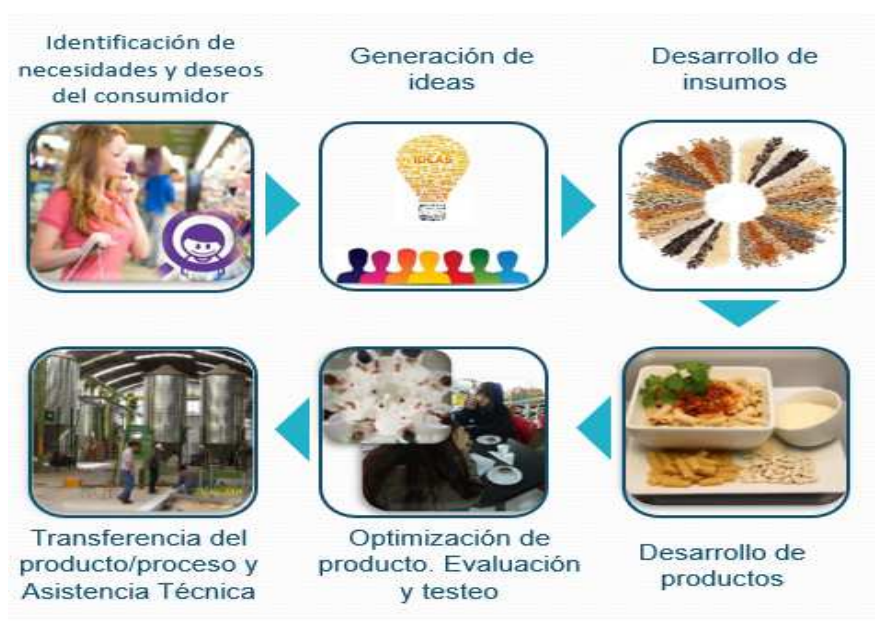 Identificación de
necesidades y deseos
del consumidor
Generación de
ideas
Desarrollo de
insumos
IDEAS
Transferencia del
producto/proceso y
Asistencia Técnica
Optimización de
producto. Evaluación
y testeo
Desarrollo de
productos